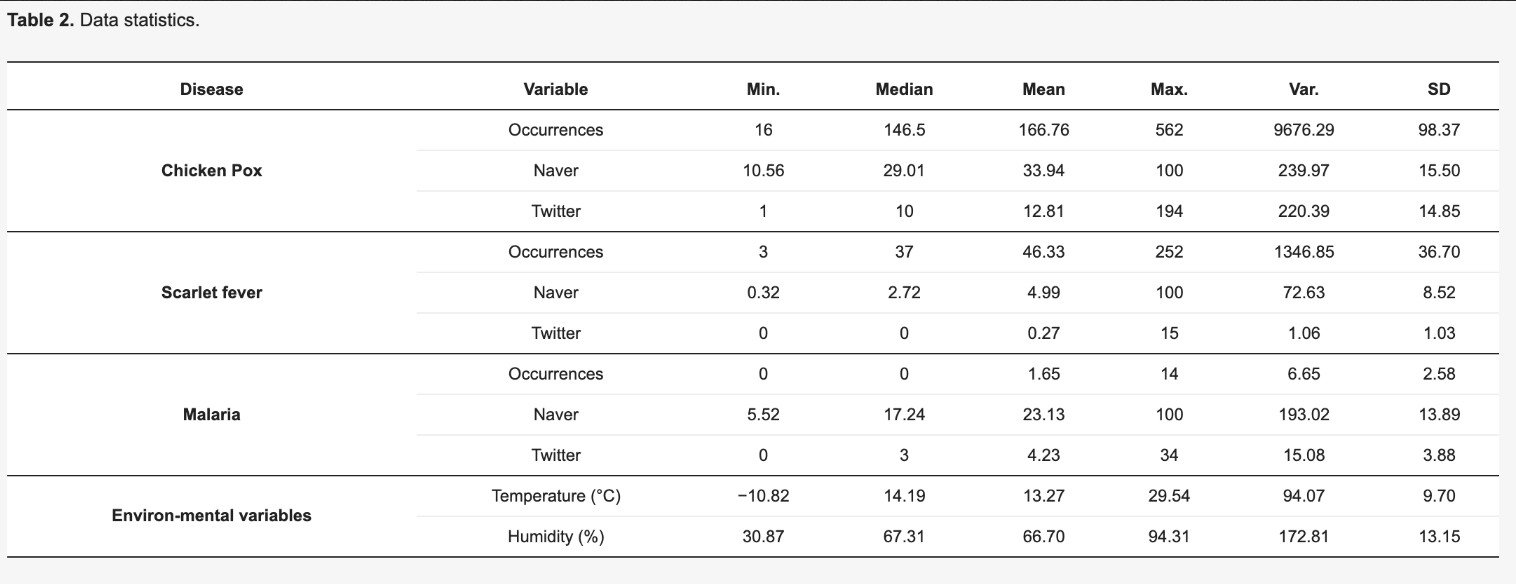 Table 2. Data statistics.
Disease Variable Min. Median Mean Max. Var. SD
Occurrences 16 146.5 166.76 562 9676.29 98.37
Chicken Pox Naver 10.56 29.01 33.94 100 239.97 15.50
Twitter 1 10 12.81 194 220.39 14.85
Occurrences 3 37 46.33 252 1346.85 36.70
Scarlet fever Naver 0.32 2.72 4.99 100 72.63 8.52
Twitter 0 0 0.27 15 1.06 1.03
Occurrences 0 0 1.65 14 6.65 2.58
Malaria Naver 5.52 17.24 23.13 100 193.02 13.89
Twitter 0 3 4.23 34 15.08 3.88
Temperature (°C) −10.82 14.19 13.27 29.54 94.07 9.70
Environ-mental variables
Humidity (%) 30.87 67.31 66.70 94.31 172.81 13.15